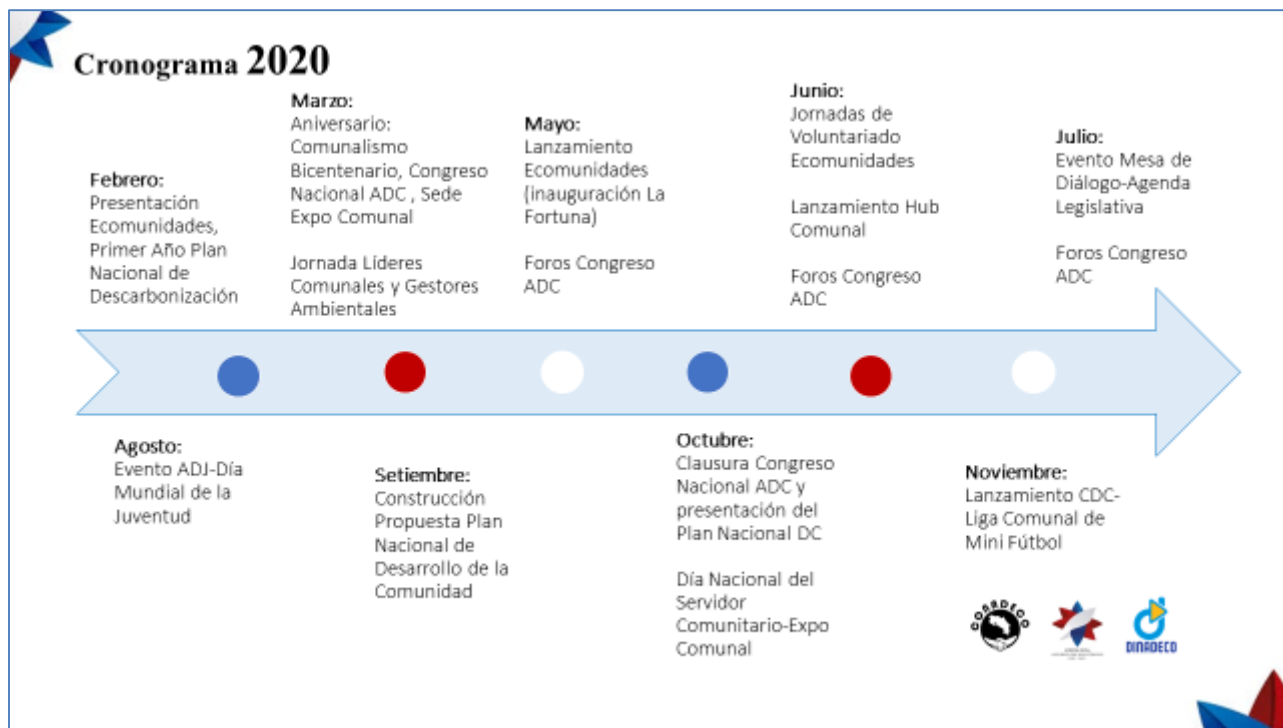 Cronograma 2020
Febrero:
Presentación
Ecomunidades,
Primer Año Plan
Nacional de
Descarbonización
Marzo:
Aniversario:
Comunalismo
Bicentenario, Congreso
Nacional ADC , Sede
Expo Comunal
Jornada Líderes
Comunales y Gestores
Ambientales
Mayo:
Lanzamiento
Ecomunidades
(inauguración La
Fortuna)
Foros Congreso
ADC
Junio:
Jornadas de
Voluntariado
Ecomunidades
Lanzamiento Hub
Comunal
Foros Congreso
ADC
Julio:
Evento Mesa de
Diálogo-Agenda
Legislativa
Foros Congreso
ADC
Agosto:
Evento ADJ-Día
Mundial de la
Juventud
Setiembre:
Construcción
Propuesta Plan
Nacional de
Desarrollo de la
Comunidad
Octubre:
Clausura Congreso
Nacional ADC y
presentación del
Plan Nacional DC
Día Nacional del
Servidor
Comunitario-Expo
Comunal
Noviembre:
Lanzamiento CDC-
Liga Comunal de
Mini Fútbol
CONADECO
DINADECO